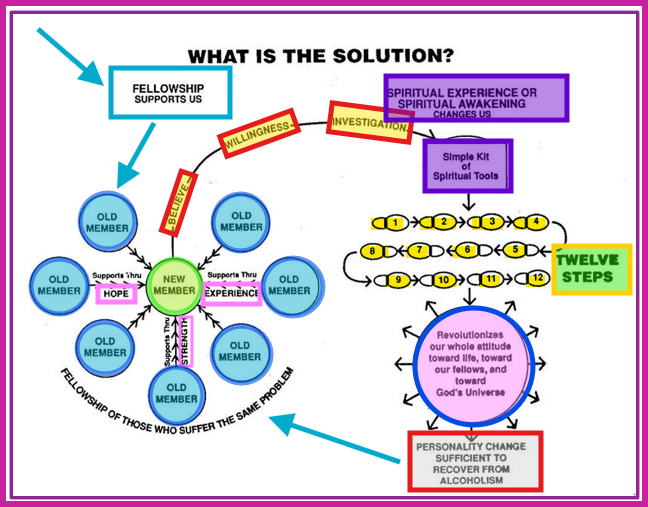 WHAT IS THE SOLUTION?
FELLOWSHIP
SUPPORTS US
SPIRITUAL EXPERIENCE OR
SPIRITUAL AWAKENING
CHANGES US
BELIEVE
WILLINGNESS
INVESTIGATION
Simple Kit
of
Spiritual Tools
OLD
MEMBER
OLD
MEMBER
OLD
MEMBER
Supports Thru
HOPE
NEW
MEMBER
Supports Thru
EXPERIENCE
OLD
MEMBER
OLD
MEMBER
Supports Thru
STRENGTH
OLD
MEMBER
OLD
MEMBER
FELLOWSHIP OF THOSE WHO SUFFER THE SAME PROBLEM
1 2 3 4
8 7 6 5
9 10 11 12
TWELVE
STEPS
Revolutionizes
our whole attitude
toward life, toward
our fellows, and
toward
God's Universe
PERSONALITY CHANGE
SUFFICIENT TO
RECOVER FROM
ALCOHOLISM